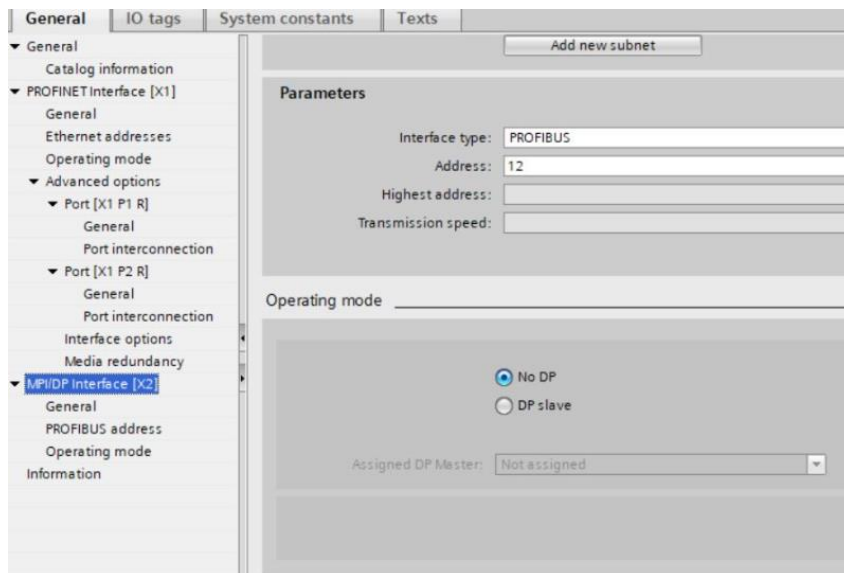 General IO tags System constants Texts
General
Catalog information
PROFINET Interface [X1]
General
Ethernet addresses
Operating mode
Advanced options
Port [X1 P1 R]
General
Port interconnection
Port [X1 P2 R]
General
Port interconnection
Interface options
Media redundancy
MPI/DP Interface [X2]
General
PROFIBUS address
Operating mode
Information
Add new subnet
Parameters
Interface type: PROFIBUS
Address: 12
Highest address:
Transmission speed:
Operating mode
No DP
DP slave
Assigned DP Master: Not assigned